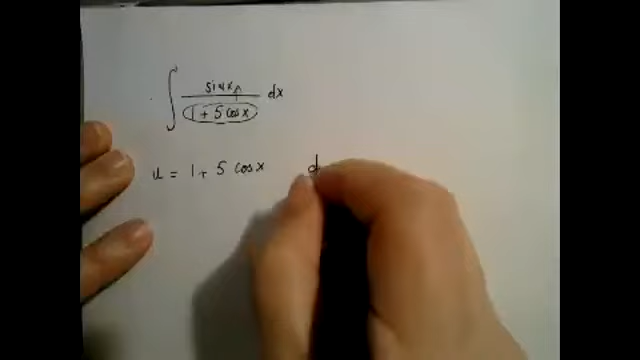 ∫ sin x / (1 + 5 cos x) dx
u = 1 + 5 cos x d